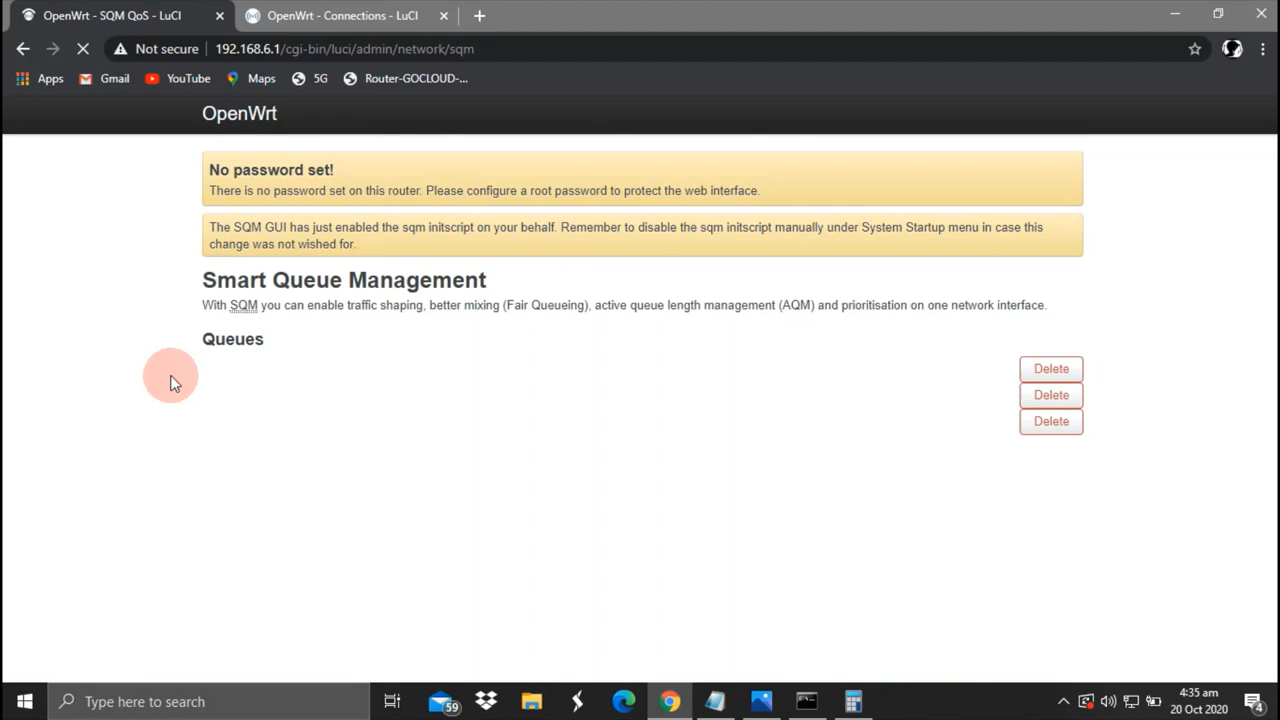 OpenWrt - SQM QoS - LuCI
OpenWrt - Connections - LuCI
Not secure
192.168.6.1/cgi-bin/luci/admin/network/sqm
Apps
Gmail
YouTube
Maps
5G
Router-GOCLOUD-...
OpenWrt
No password set!
There is no password set on this router. Please configure a root password to protect the web interface.
The SQM GUI has just enabled the sqm initscript on your behalf. Remember to disable the sqm initscript manually under System Startup menu in case this
change was not wished for.
Smart Queue Management
With SQM you can enable traffic shaping, better mixing (Fair Queueing), active queue length management (AQM) and prioritisation on one network interface.
Queues
Delete
Delete
Delete
Type here to search
59
4:35 am
20 Oct 2020
4